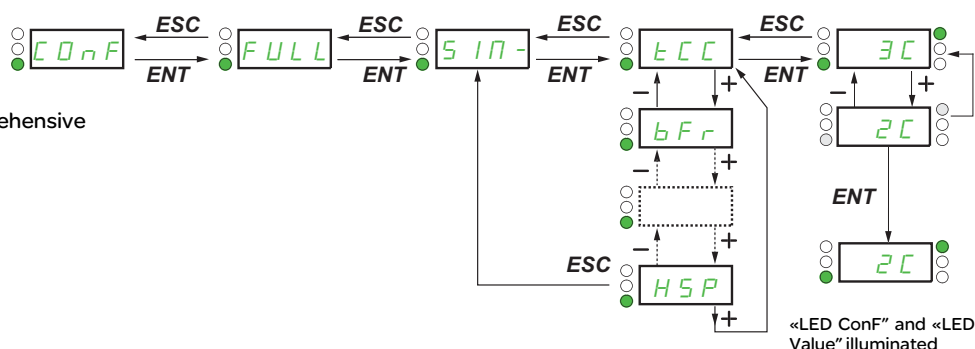 ESC ESC ESC ESC
COnF FULL SIM- tCC 3C
ENT ENT ENT ENT
− + − +
ehensive
bFr 2C
− +
ENT
− +
ESC
HSP 2C
+
«LED ConF" and «LED
Value" illuminated